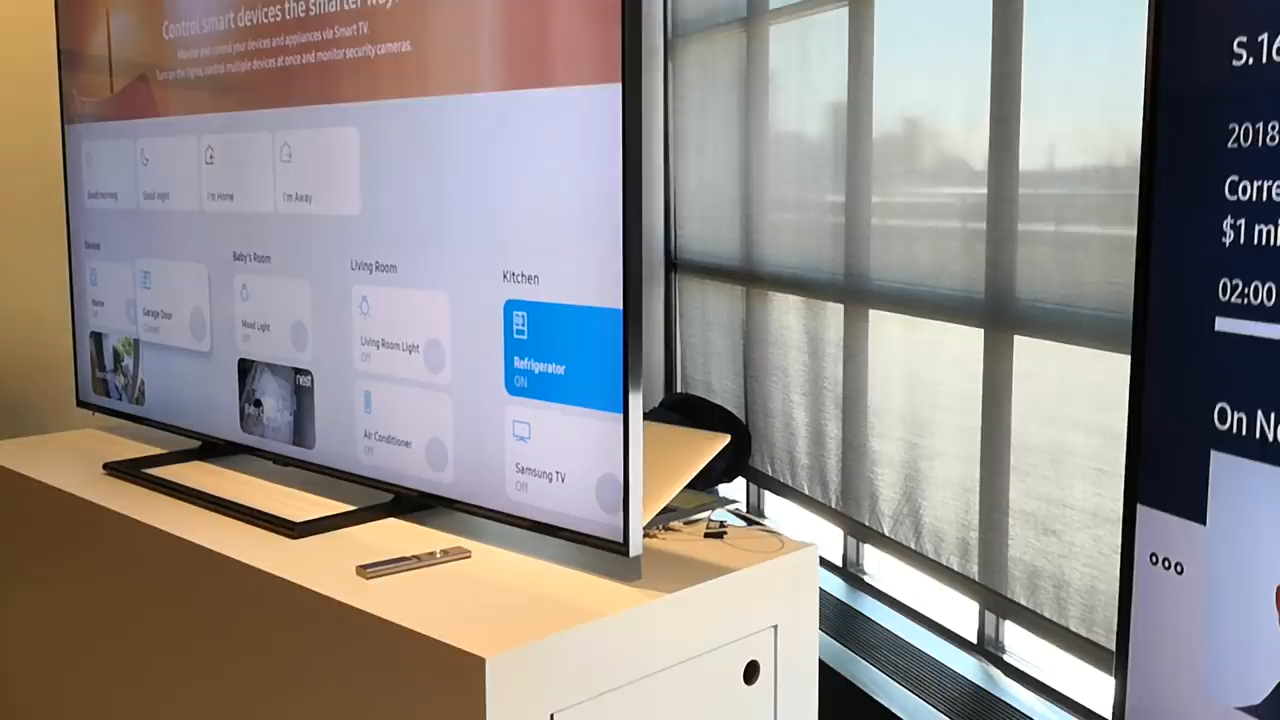 Control smart devices the smarter way.
Monitor and control your devices and appliances via Smart TV.
Turn on the lights, control multiple devices at once and monitor security cameras.
Good morning
Good night
I'm Home
I'm Away
Devices
Baby's Room
Living Room
Kitchen
Garage Door
Closed
Mood Light
Off
Living Room Light
Off
Refrigerator
ON
nest
Air Conditioner
Off
Samsung TV
Off
S.16
2018
Corre
$1 mi
02:00
On No